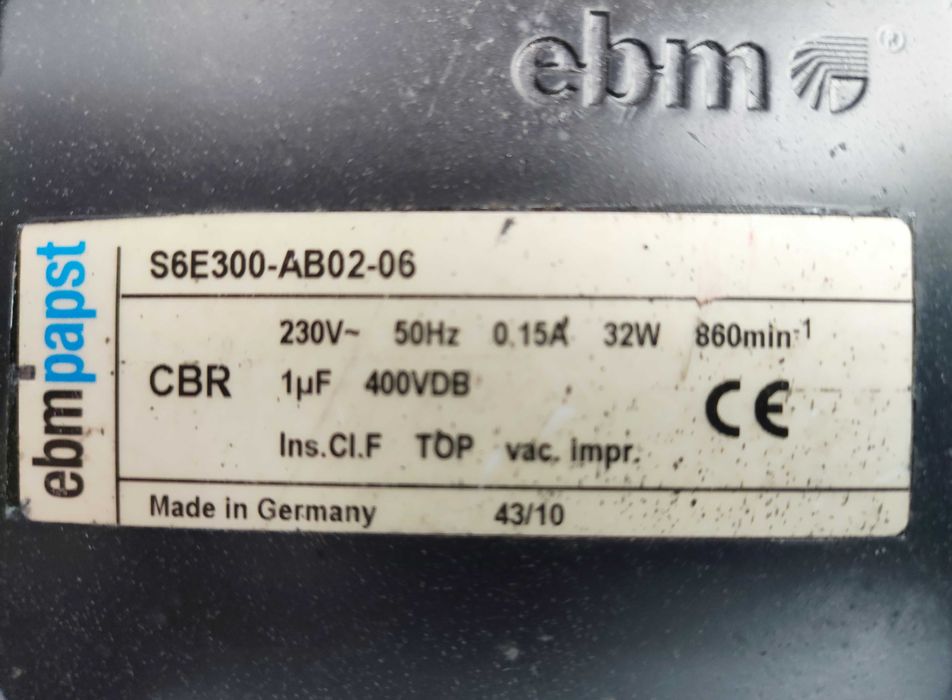 ebm ®
ebmpapst
S6E300-AB02-06
230V~ 50Hz 0.15A 32W 860min-1
CBR 1µF 400VDB
CE
Ins.Cl.F TOP vac. impr.
Made in Germany 43/10